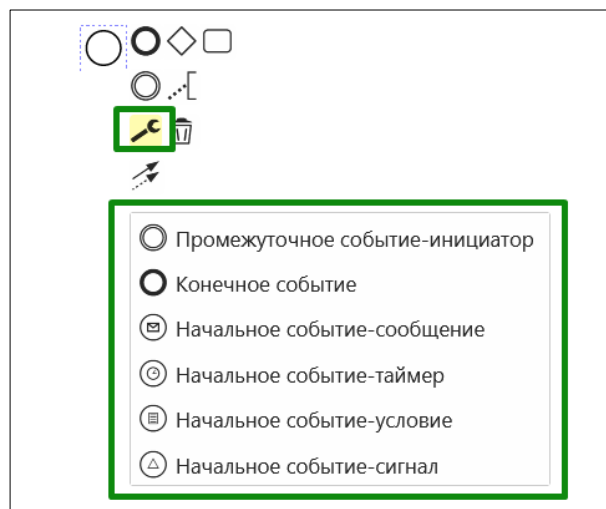 Промежуточное событие-инициатор
Конечное событие
Начальное событие-сообщение
Начальное событие-таймер
Начальное событие-условие
Начальное событие-сигнал